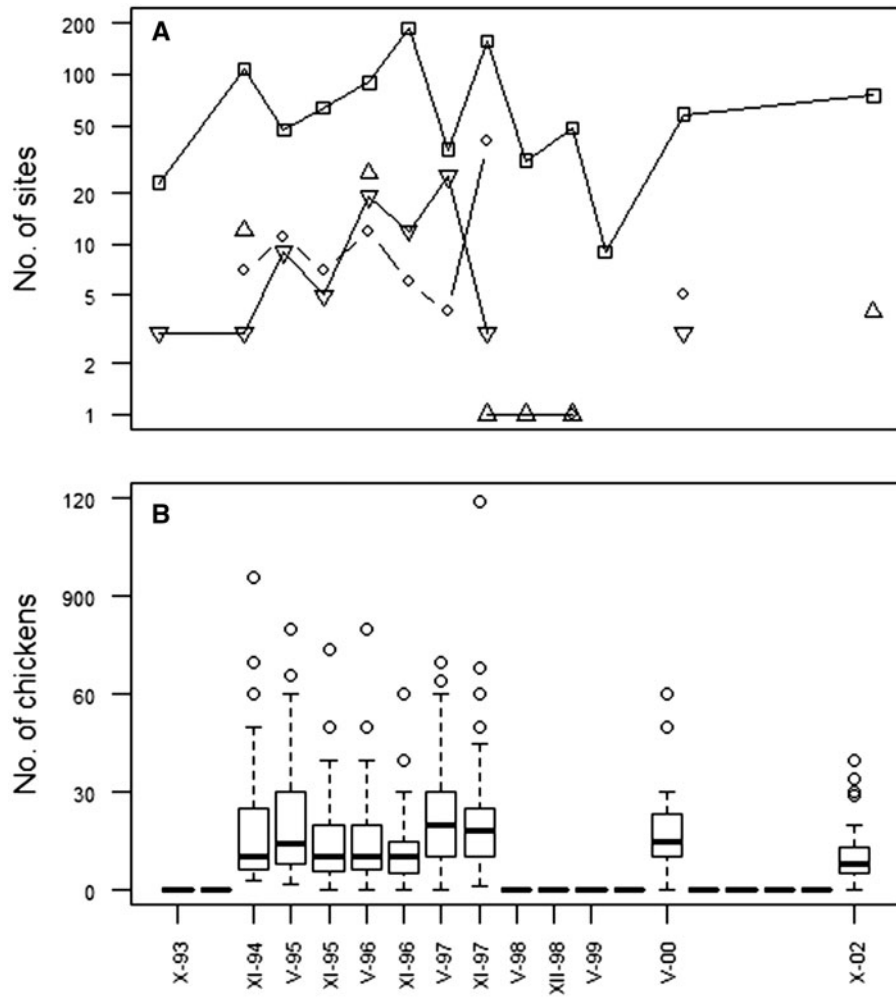 A
No. of sites
200
100
50
20
10
5
2
1
B
No. of chickens
120
900
60
30
0
X-93
XI-94
V-95
XI-95
V-96
XI-96
V-97
XI-97
V-98
XII-98
V-99
V-00
X-02